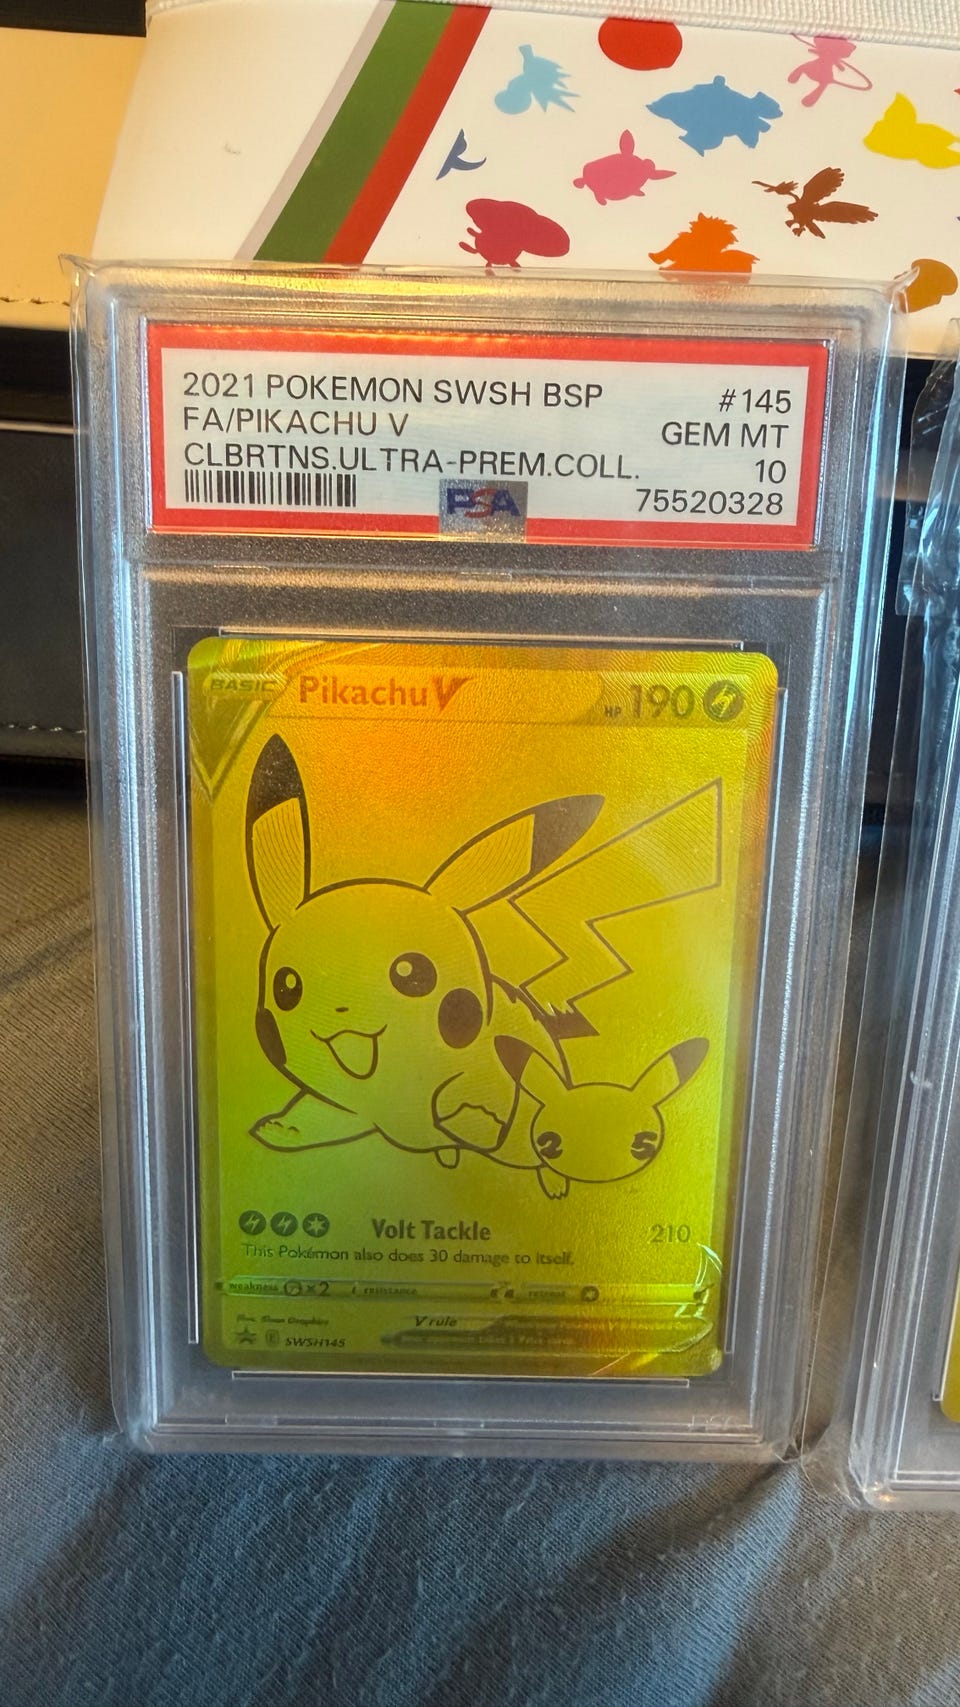 2021 POKEMON SWSH BSP #145
FA/PIKACHU V GEM MT
CLBRTNS.ULTRA-PREM.COLL. 10
75520328
PSA
BASIC Pikachu V HP 190
2 5
Volt Tackle 210
This Pokémon also does 30 damage to itself.
weakness ×2 resistance retreat
V rule
E SWSH145